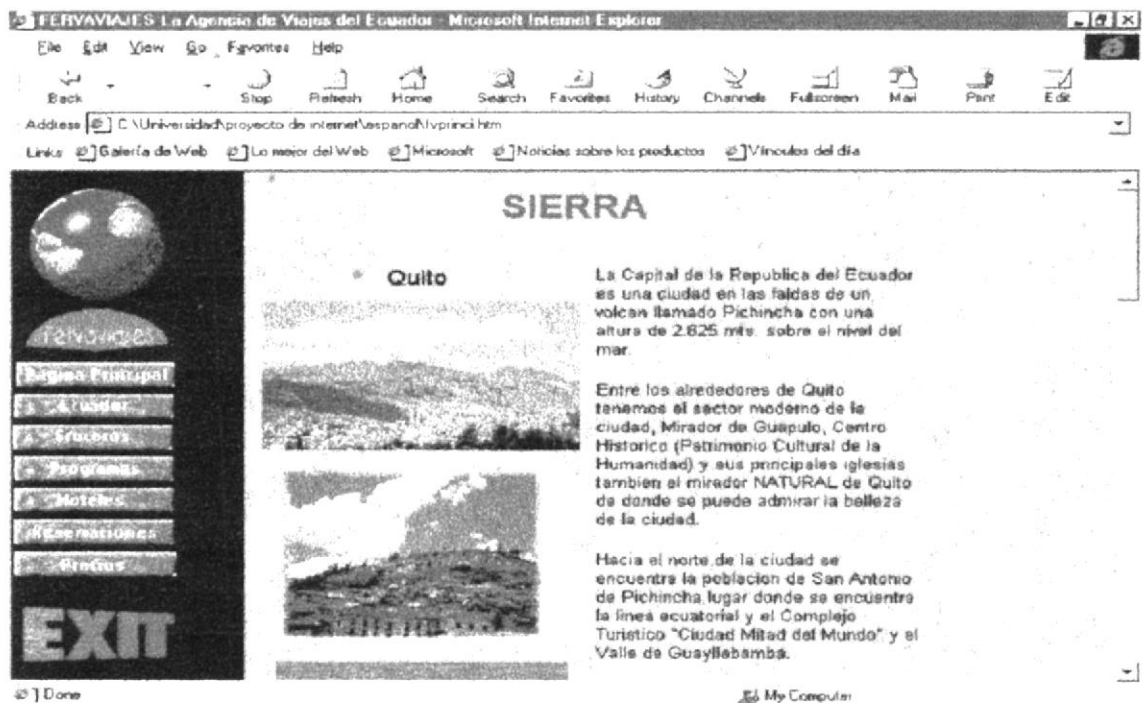 FERVAVIAJES La Agencia de Viajes del Ecuador - Microsoft Internet Explorer
File Edit View Go Favorites Help
Back Stop Refresh Home Search Favorites History Channels Fullscreen Mail Print Edit
Address C:\Universidad\proyecto de internet\espanol\fvprinci.htm
Links Galería de Web Lo mejor del Web Microsoft Noticias sobre los productos Vínculos del día
SIERRA
Quito
La Capital de la Republica del Ecuador
es una ciudad en las faldas de un
volcan llamado Pichincha con una
altura de 2.825 mts. sobre el nivel del
mar.
Entre los alrededores de Quito
tenemos el sector moderno de la
ciudad, Mirador de Guapulo, Centro
Historico (Patrimonio Cultural de la
Humanidad) y sus principales iglesias
tambien el mirador NATURAL de Quito
de donde se puede admirar la belleza
de la ciudad.
Hacia el norte de la ciudad se
encuentra la poblacion de San Antonio
de Pichincha lugar donde se encuentra
la linea ecuatorial y el Complejo
Turistico "Ciudad Mitad del Mundo" y el
Valle de Guayllabamba.
Fervaviajes
Pagina Principal
Ecuador
Cruceros
Programas
Hoteles
Reservaciones
EXIT
Done
My Computer